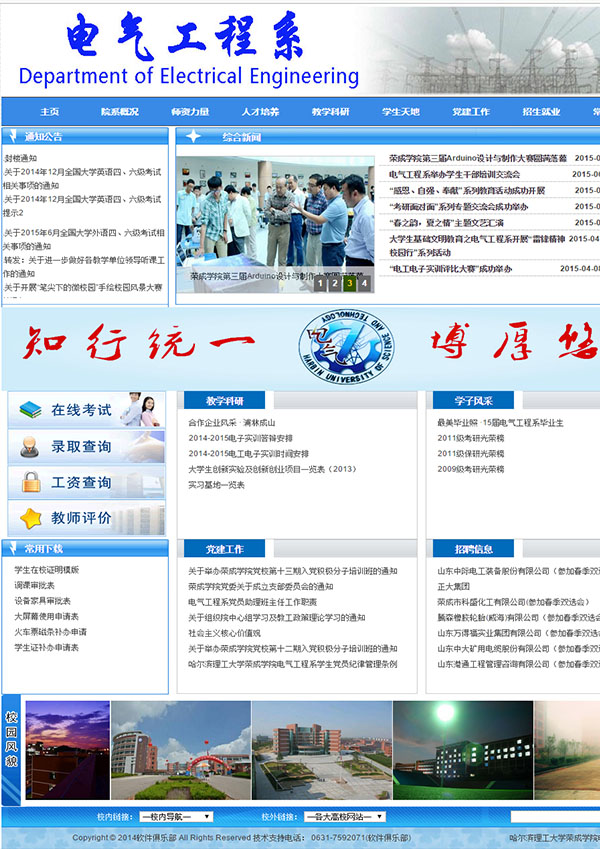 电气工程系
Department of Electrical Engineering
主页 院系概况 师资力量 人才培养 教学科研 学生天地 党建工作 招生就业
通知公告
封楼通知
关于2014年12月全国大学英语四、六级考试
相关事项的通知
关于2014年12月全国大学英语四、六级考试
提示2
关于2015年6月全国大学外语四、六级考试相
关事项的通知
转发：关于进一步做好各教学单位领导听课工
作的通知
关于开展"笔尖下的微校园"手绘校园风景大赛
综合新闻
荣成学院第三届Arduino设计与制作大赛圆满落幕
1 2 3 4
荣成学院第三届Arduino设计与制作大赛圆满落幕 2015-0
电气工程系举办学生干部培训交流会 2015-0
"感恩、自强、奉献"系列教育活动成功开展 2015-
"考研面对面"系列专题交流会成功举办 2015-
"春之韵，夏之情"主题文艺汇演 2015-
大学生基础文明教育之电气工程系开展"雷锋精神 2015-04
校园行"系列活动
"电工电子实训评比大赛"成功举办 2015-04-08
知行统一 博厚悠
电气
HARBIN UNIVERSITY OF SCIENCE AND TECHNOLOGY
在线考试
录取查询
工资查询
教师评价
教学科研
合作企业风采 - 浦林成山
2014-2015电子实训答辩安排
2014-2015电工电子实训时间安排
大学生创新实验及创新创业项目一览表（2013）
实习基地一览表
学子风采
最美毕业照 -15届电气工程系毕业生
2011级考研光荣榜
2011级保研光荣榜
2009级考研光荣榜
常用下载
学生在校证明模版
调课审批表
设备家具审批表
大屏幕使用申请表
火车票磁条补办申请
学生证补办申请表
党建工作
关于举办荣成学院党校第十三期入党积极分子培训班的通知
荣成学院党委关于成立支部委员会的通知
电气工程系党员助理班主任工作职责
关于组织院中心组学习及教工政策理论学习的通知
社会主义核心价值观
关于举办荣成学院党校第十二期入党积极分子培训班的通知
哈尔滨理工大学荣成学院电气工程系学生党员纪律管理条例
招聘信息
山东中际电工装备股份有限公司（参加春季双选
正大集团
荣成市科盛化工有限公司(参加春季双选会)
腾森橡胶轮胎(威海)有限公司（参加春季双选会
山东万得福实业集团有限公司（参加春季双选会）
山东中大矿用电缆股份有限公司（参加春季双选
山东港通工程管理咨询有限公司（参加春季双选
校园风貌
校内链接： —校内导航— 校外链接： —各大高校网站—
Copyright © 2014软件俱乐部 All Rights Reserved 技术支持电话： 0631-7592071(软件俱乐部) 哈尔滨理工大学荣成学院